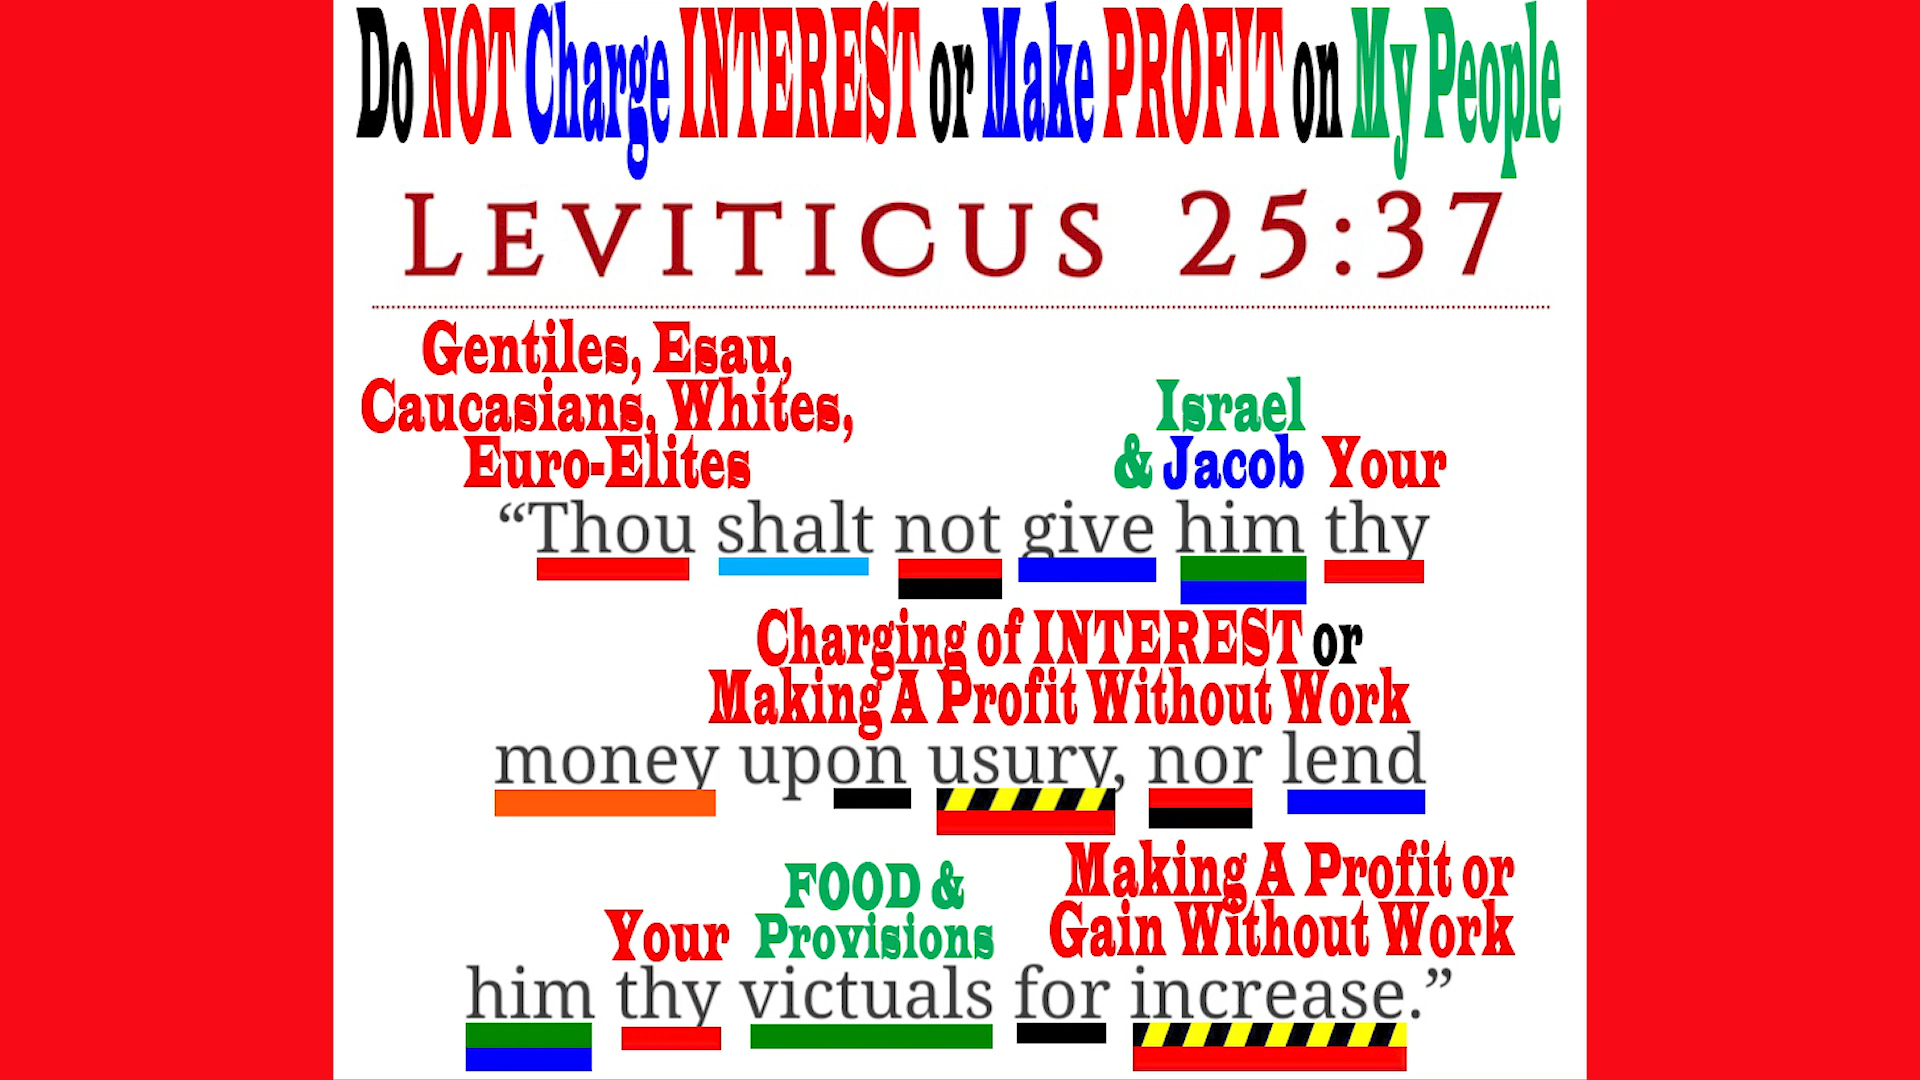 Do NOT Charge INTEREST or Make PROFIT on My People
LEVITICUS 25:37
Gentiles, Esau,
Caucasians, Whites,
Euro-Elites
Israel
& Jacob Your
“Thou shalt not give him thy
Charging of INTEREST or
Making A Profit Without Work
money upon usury, nor lend
FOOD &
Your Provisions
Making A Profit or
Gain Without Work
him thy victuals for increase.”